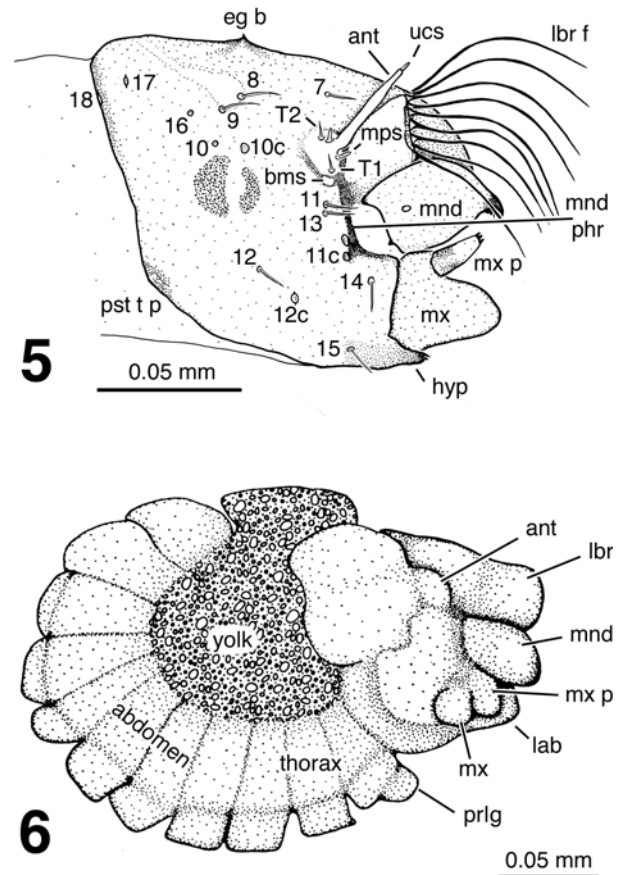 eg b
ant
ucs
lbr f
17
8
7
18
9
T2
16
mps
10
10c
T1
bms
11
mnd
mnd
phr
13
12
11c
mx p
14
12c
pst t p
mx
5
15
0.05 mm
hyp
ant
lbr
yolk
mnd
mx p
abdomen
thorax
lab
mx
prlg
6
0.05 mm